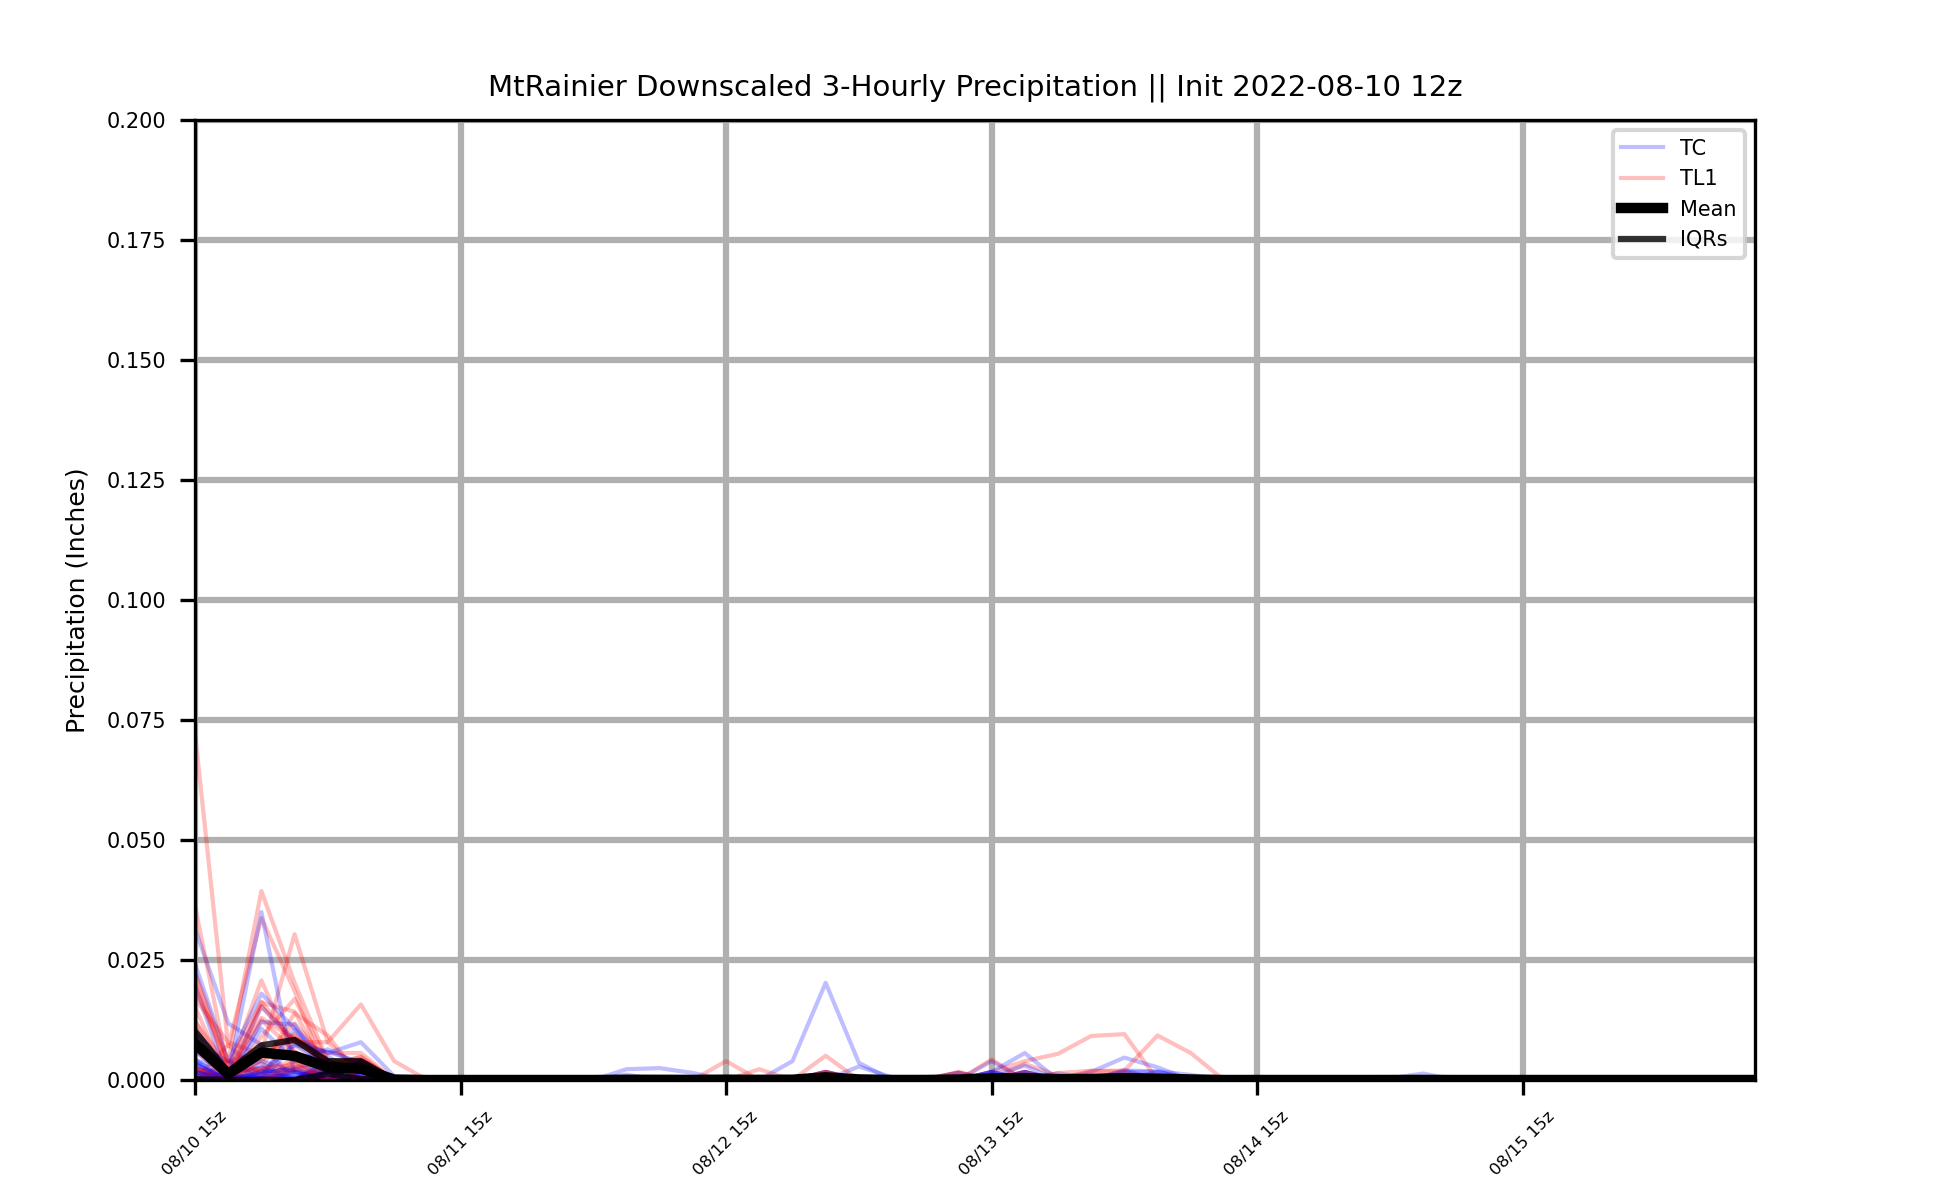 MtRainier Downscaled 3-Hourly Precipitation || Init 2022-08-10 12z
TC
TL1
Mean
IQRs
Precipitation (Inches)
0.200
0.175
0.150
0.125
0.100
0.075
0.050
0.025
0.000
08/10 15z
08/11 15z
08/12 15z
08/13 15z
08/14 15z
08/15 15z